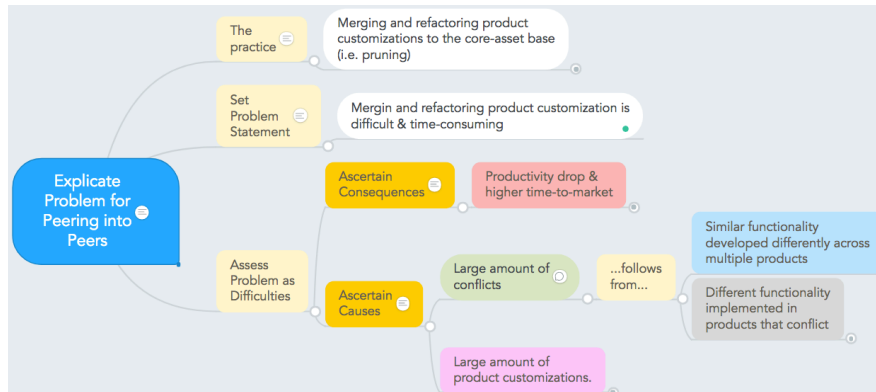 The
practice
Merging and refactoring product
customizations to the core-asset base
(i.e. pruning)
Set
Problem
Statement
Mergin and refactoring product customization is
difficult & time-consuming
Explicate
Problem for
Peering into
Peers
Ascertain
Consequences
Productivity drop &
higher time-to-market
Assess
Problem as
Difficulties
Ascertain
Causes
Large amount of
conflicts
...follows
from...
Similar functionality
developed differently across
multiple products
Different functionality
implemented in
products that conflict
Large amount of
product customizations.